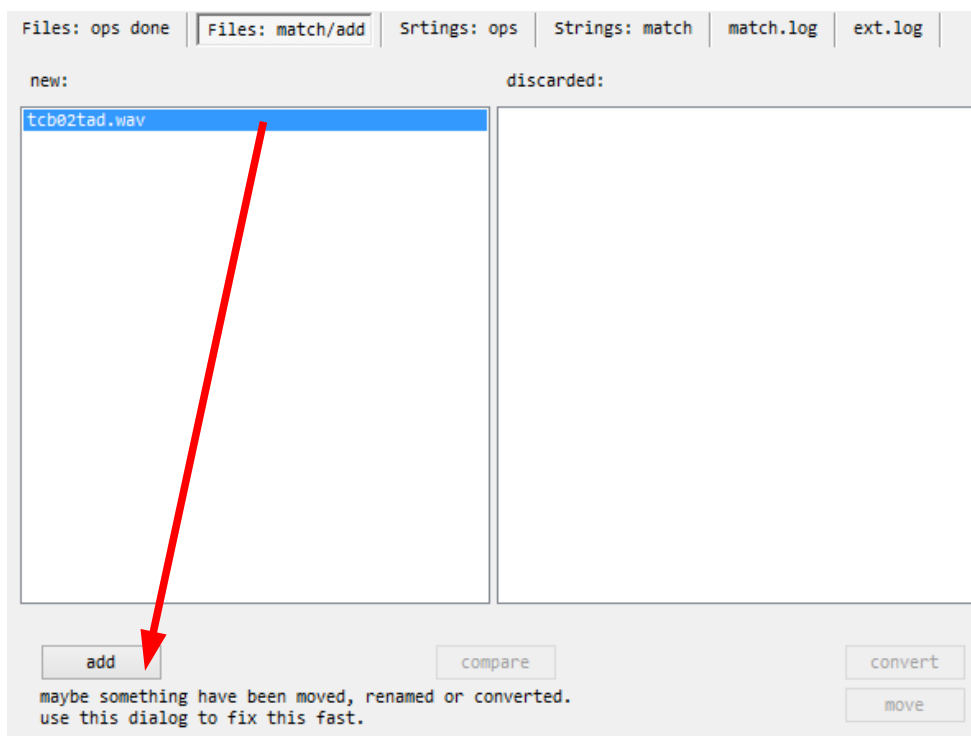 Files: ops done Files: match/add Srtings: ops Strings: match match.log ext.log
new: discarded:
tcb02tad.wav
add compare convert
maybe something have been moved, renamed or converted.
use this dialog to fix this fast.
move